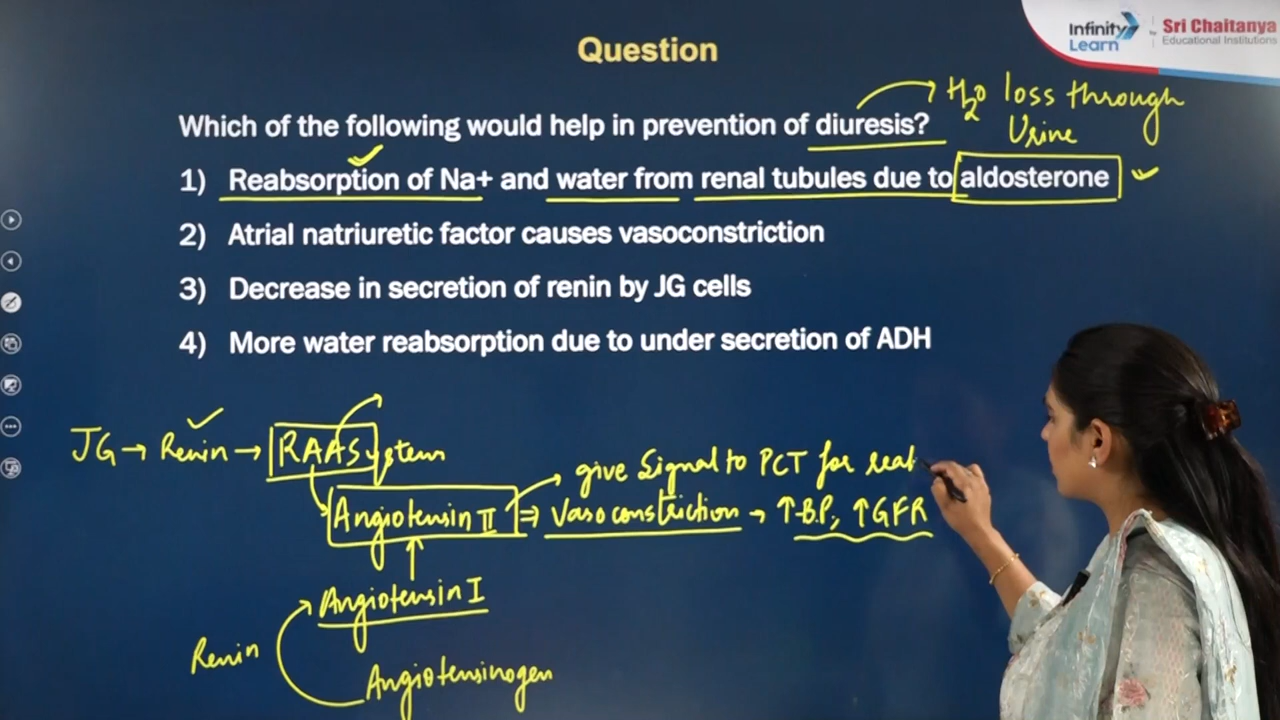 Infinity Learn by Sri Chaitanya Educational Institutions
Question
Which of the following would help in prevention of diuresis?
H2O loss through Urine
1) Reabsorption of Na+ and water from renal tubules due to aldosterone
2) Atrial natriuretic factor causes vasoconstriction
3) Decrease in secretion of renin by JG cells
4) More water reabsorption due to under secretion of ADH
JG → Renin → RAASystem
give Signal to PCT for
Angiotensin II ⇒ Vasoconstriction → ↑B.P, ↑GFR
Angiotensin I
Renin
Angiotensinogen